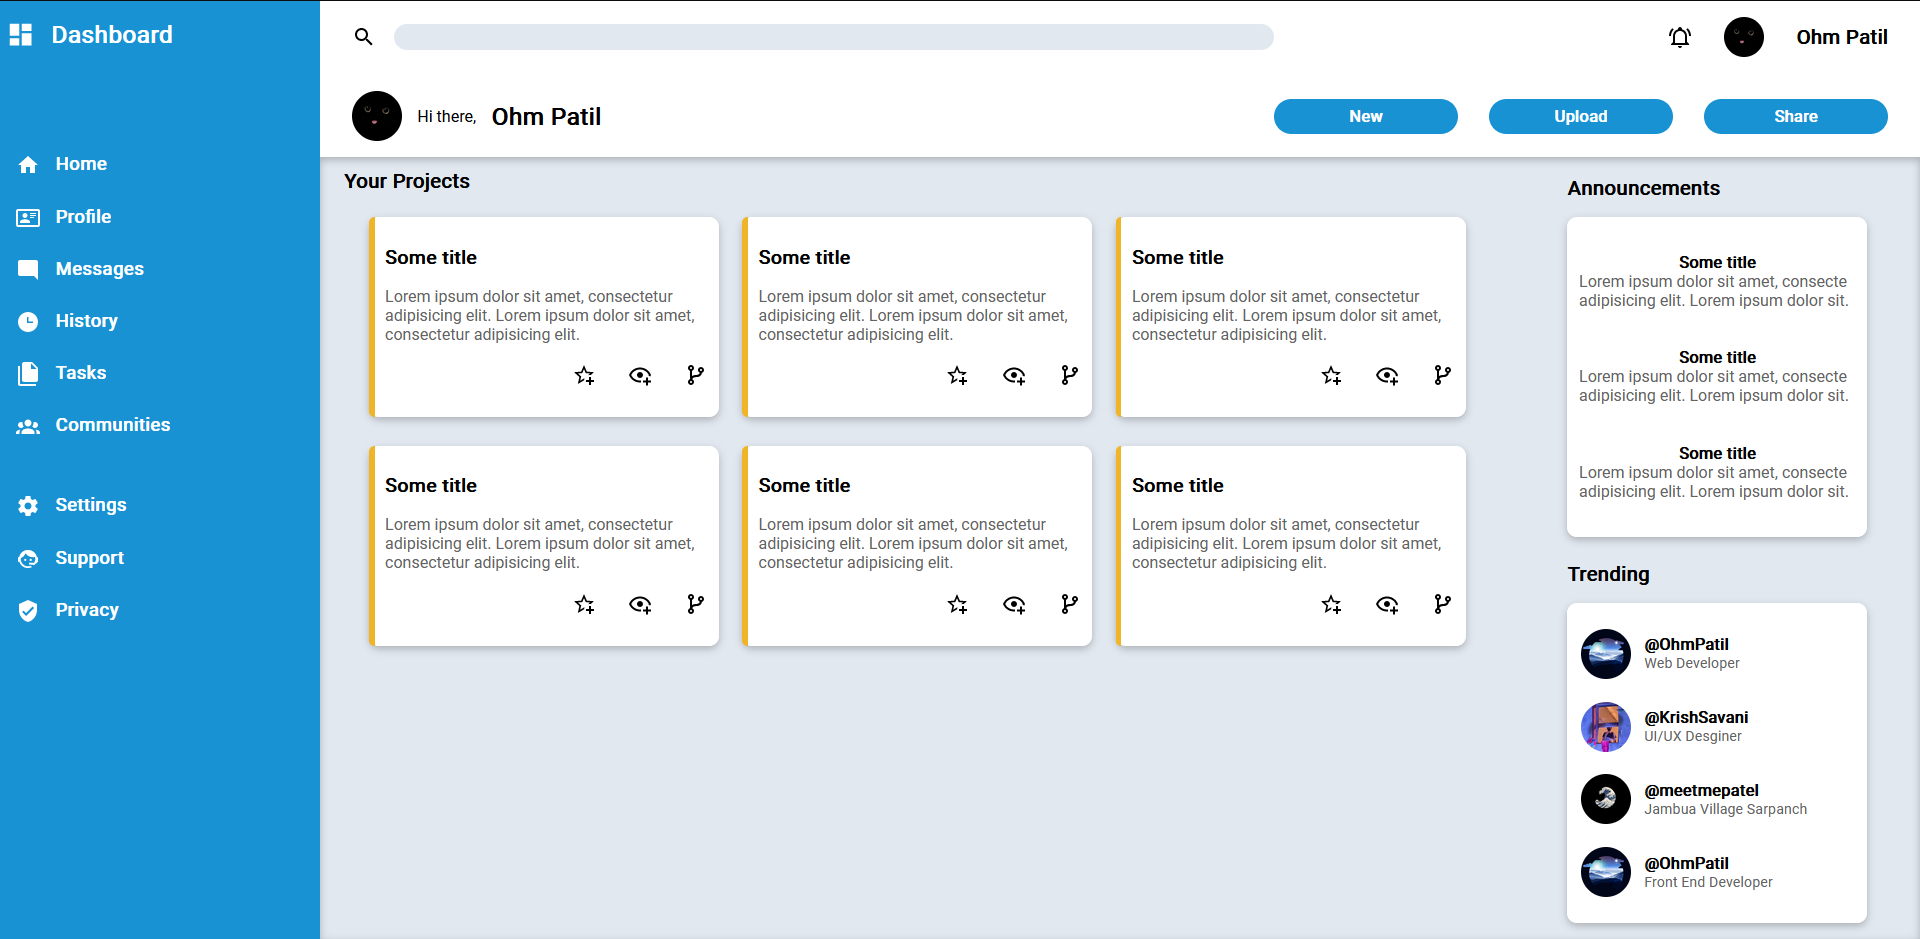 Dashboard
Home
Profile
Messages
History
Tasks
Communities
Settings
Support
Privacy
Ohm Patil
Hi there, Ohm Patil
New
Upload
Share
Your Projects
Some title
Lorem ipsum dolor sit amet, consectetur
adipisicing elit. Lorem ipsum dolor sit amet,
consectetur adipisicing elit.
Some title
Lorem ipsum dolor sit amet, consectetur
adipisicing elit. Lorem ipsum dolor sit amet,
consectetur adipisicing elit.
Some title
Lorem ipsum dolor sit amet, consectetur
adipisicing elit. Lorem ipsum dolor sit amet,
consectetur adipisicing elit.
Some title
Lorem ipsum dolor sit amet, consectetur
adipisicing elit. Lorem ipsum dolor sit amet,
consectetur adipisicing elit.
Some title
Lorem ipsum dolor sit amet, consectetur
adipisicing elit. Lorem ipsum dolor sit amet,
consectetur adipisicing elit.
Some title
Lorem ipsum dolor sit amet, consectetur
adipisicing elit. Lorem ipsum dolor sit amet,
consectetur adipisicing elit.
Announcements
Some title
Lorem ipsum dolor sit amet, consecte
adipisicing elit. Lorem ipsum dolor sit.
Some title
Lorem ipsum dolor sit amet, consecte
adipisicing elit. Lorem ipsum dolor sit.
Some title
Lorem ipsum dolor sit amet, consecte
adipisicing elit. Lorem ipsum dolor sit.
Trending
@OhmPatil
Web Developer
@KrishSavani
UI/UX Desginer
@meetmepatel
Jambua Village Sarpanch
@OhmPatil
Front End Developer